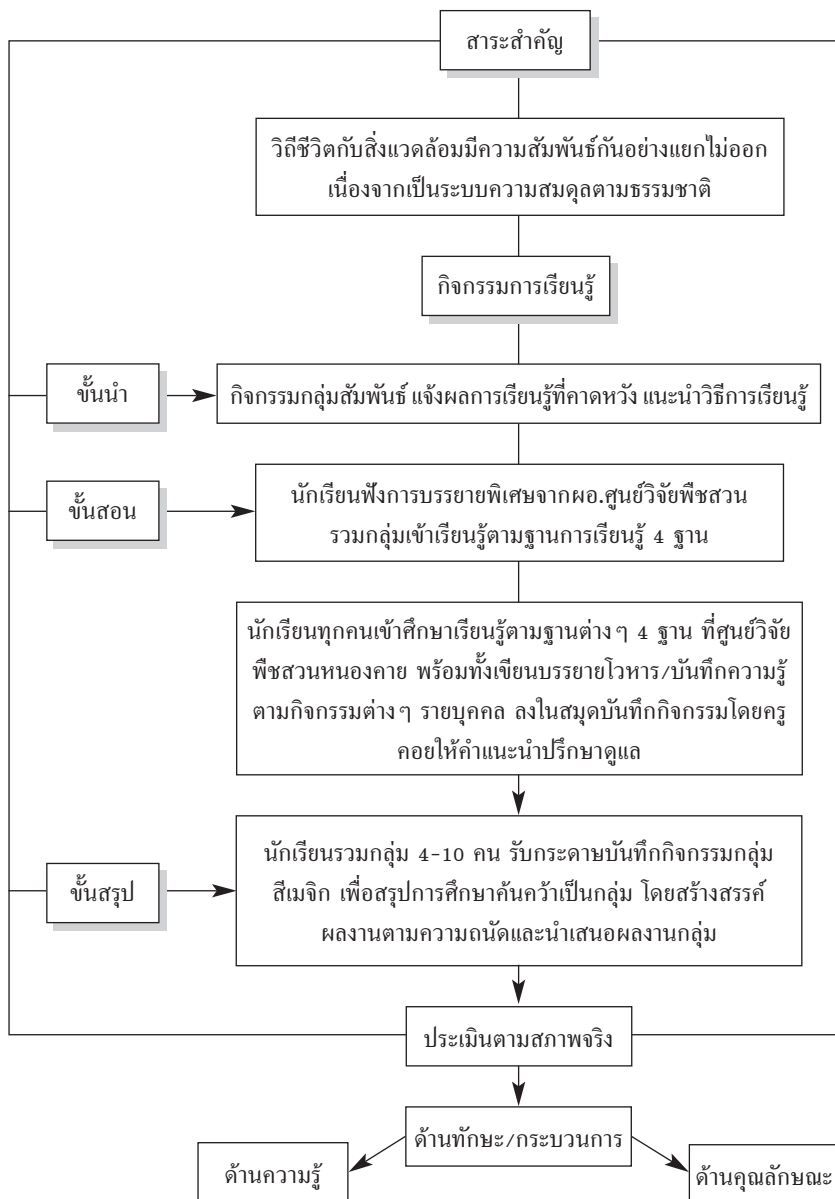 สาระสำคัญ
วิถีชีวิตกับสิ่งแวดล้อมมีความสัมพันธ์กันอย่างแยกไม่ออก
เนื่องจากเป็นระบบความสมดุลตามธรรมชาติ
กิจกรรมการเรียนรู้
ขั้นนำ
กิจกรรมกลุ่มสัมพันธ์ แจ้งผลการเรียนรู้ที่คาดหวัง แนะนำวิธีการเรียนรู้
ขั้นสอน
นักเรียนฟังการบรรยายพิเศษจากผอ.ศูนย์วิจัยพืชสวน
รวมกลุ่มเข้าเรียนรู้ตามฐานการเรียนรู้ 4 ฐาน
นักเรียนทุกคนเข้าศึกษาเรียนรู้ตามฐานต่างๆ 4 ฐาน ที่ศูนย์วิจัย
พืชสวนหนองคาย พร้อมทั้งเขียนบรรยายโวหาร/บันทึกความรู้
ตามกิจกรรมต่างๆ รายบุคคล ลงในสมุดบันทึกกิจกรรมโดยครู
คอยให้คำแนะนำปรึกษาดูแล
ขั้นสรุป
นักเรียนรวมกลุ่ม 4-10 คน รับกระดาษบันทึกกิจกรรมกลุ่ม
สีเมจิก เพื่อสรุปการศึกษาค้นคว้าเป็นกลุ่ม โดยสร้างสรรค์
ผลงานตามความถนัดและนำเสนอผลงานกลุ่ม
ประเมินตามสภาพจริง
ด้านทักษะ/กระบวนการ
ด้านความรู้
ด้านคุณลักษณะ